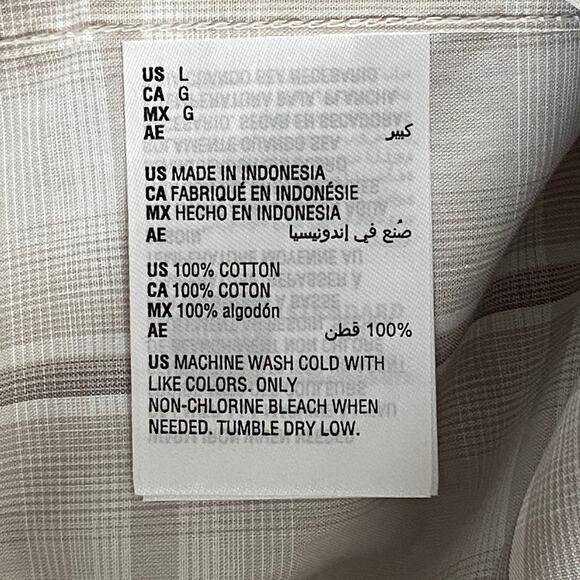 US L
CA G
MX G
AE كبير
US MADE IN INDONESIA
CA FABRIQUÉ EN INDONÉSIE
MX HECHO EN INDONESIA
AE صُنع في إندونيسيا
US 100% COTTON
CA 100% COTON
MX 100% algodón
AE 100% قطن
US MACHINE WASH COLD WITH
LIKE COLORS. ONLY
NON-CHLORINE BLEACH WHEN
NEEDED. TUMBLE DRY LOW.